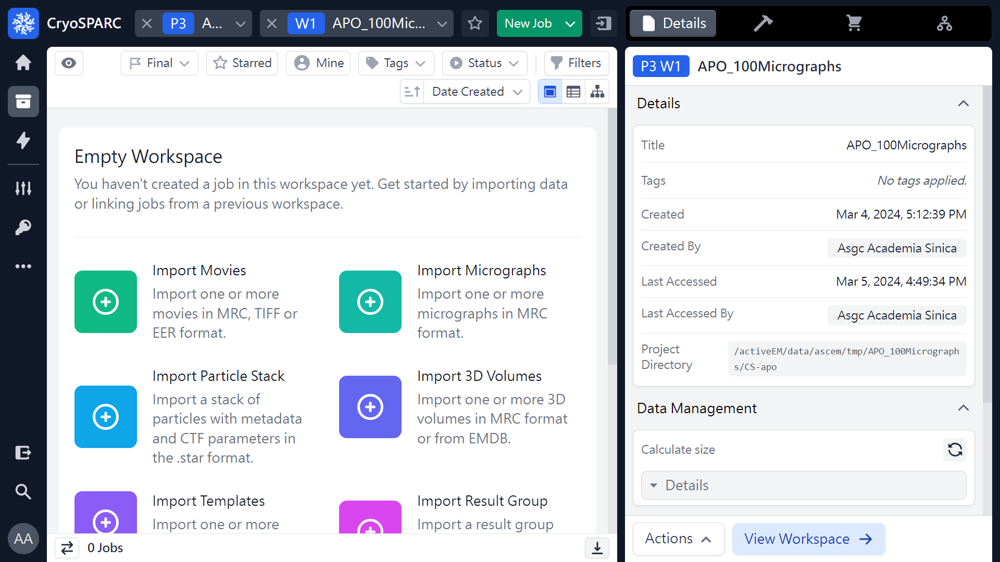 CryoSPARC
P3 A...
W1 APO_100Mic...
New Job
Details
Final
Starred
Mine
Tags
Status
Filters
Date Created
Empty Workspace
You haven't created a job in this workspace yet. Get started by importing data
or linking jobs from a previous workspace.
Import Movies
Import one or more
movies in MRC, TIFF or
EER format.
Import Micrographs
Import one or more
micrographs in MRC
format.
Import Particle Stack
Import a stack of
particles with metadata
and CTF parameters in
the .star format.
Import 3D Volumes
Import one or more 3D
volumes in MRC format
or from EMDB.
Import Templates
Import one or more
Import Result Group
Import a result group
0 Jobs
AA
P3 W1 APO_100Micrographs
Details
Title APO_100Micrographs
Tags No tags applied.
Created Mar 4, 2024, 5:12:39 PM
Created By Asgc Academia Sinica
Last Accessed Mar 5, 2024, 4:49:34 PM
Last Accessed By Asgc Academia Sinica
Project
Directory
/activeEM/data/ascem/tmp/APO_100Micrograph
s/CS-apo
Data Management
Calculate size
Details
Actions
View Workspace